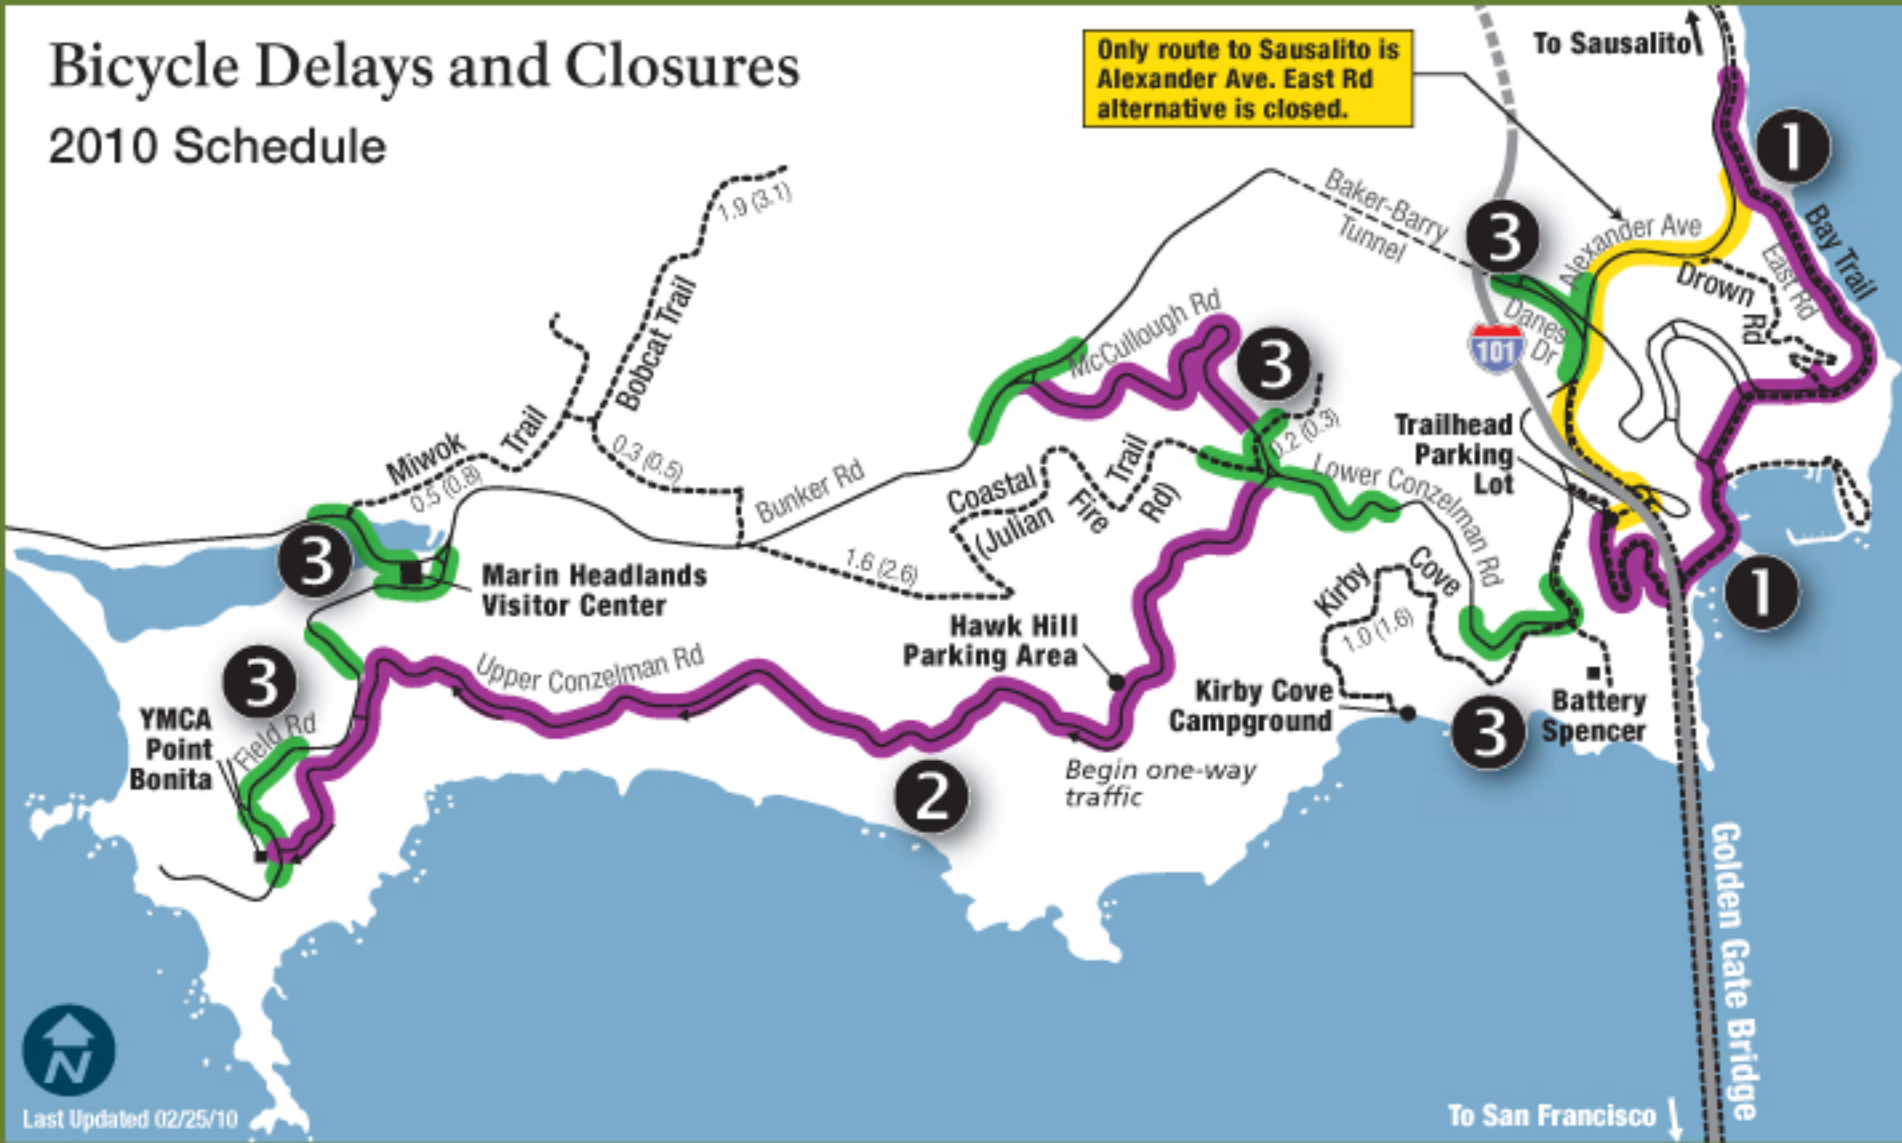 Bicycle Delays and Closures
2010 Schedule
Only route to Sausalito is
Alexander Ave. East Rd
alternative is closed.
To Sausalito
1
Bay Trail
East Rd
Alexander Ave
Drown
Rd
3
Danes
Dr
101
Baker-Barry
Tunnel
1.9 (3.1)
Bobcat Trail
McCullough Rd
3
0.2 (0.3)
Miwok
Trail
0.5 (0.8)
0.3 (0.5)
Bunker Rd
Coastal
Trail
(Julian
Fire
Rd)
Lower Conzelman Rd
Trailhead
Parking
Lot
1.6 (2.6)
3
Marin Headlands
Visitor Center
Hawk Hill
Parking Area
Kirby
Cove
1.0 (1.6)
1
Upper Conzelman Rd
3
Field Rd
YMCA
Point
Bonita
Kirby Cove
Campground
3
Battery
Spencer
2
Begin one-way
traffic
Golden Gate Bridge
N
Last Updated 02/25/10
To San Francisco